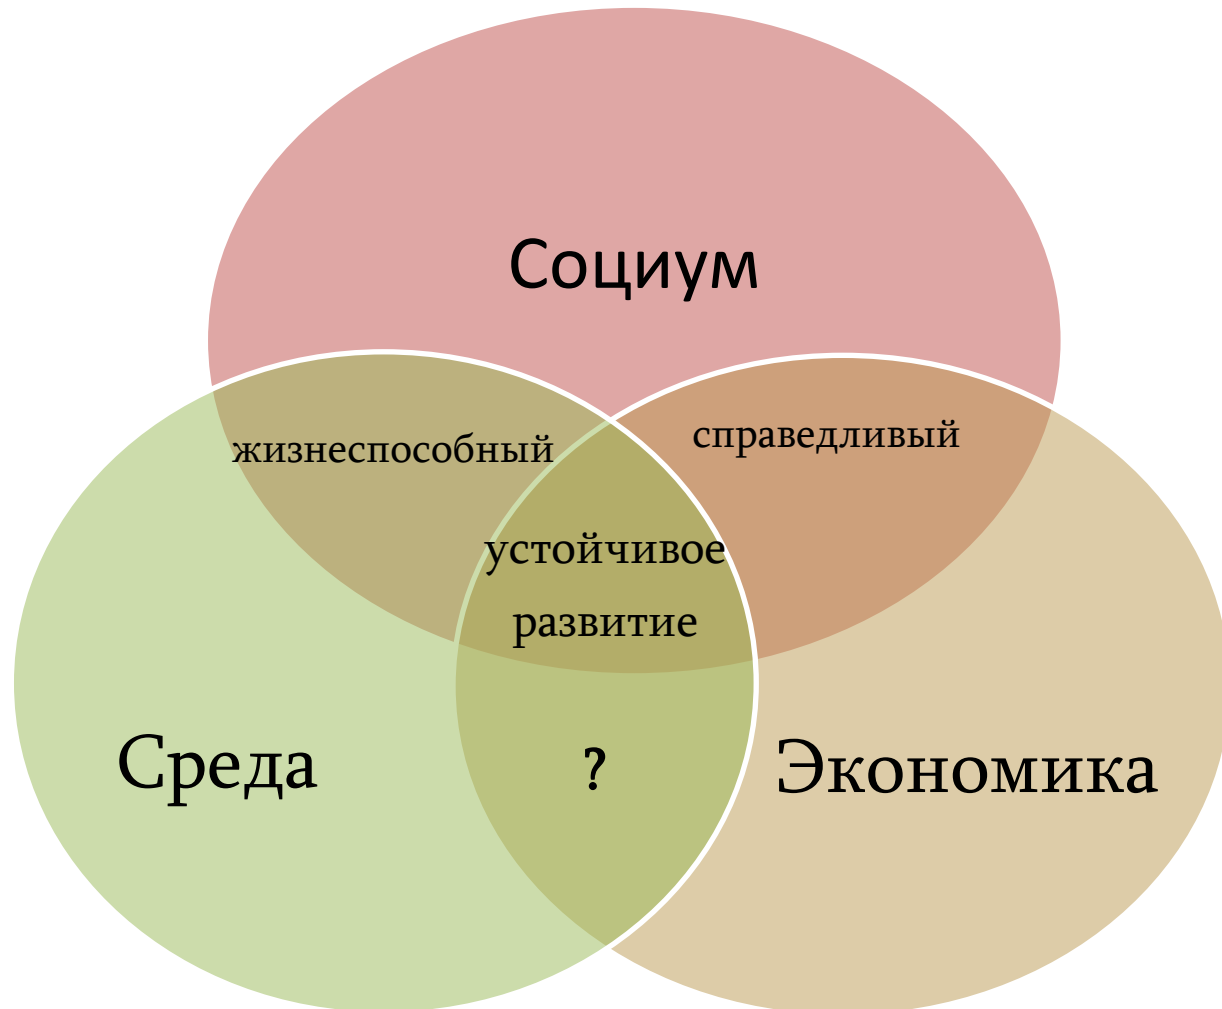 Социум
справедливый
жизнеспособный
устойчивое
развитие
Среда
?
Экономика